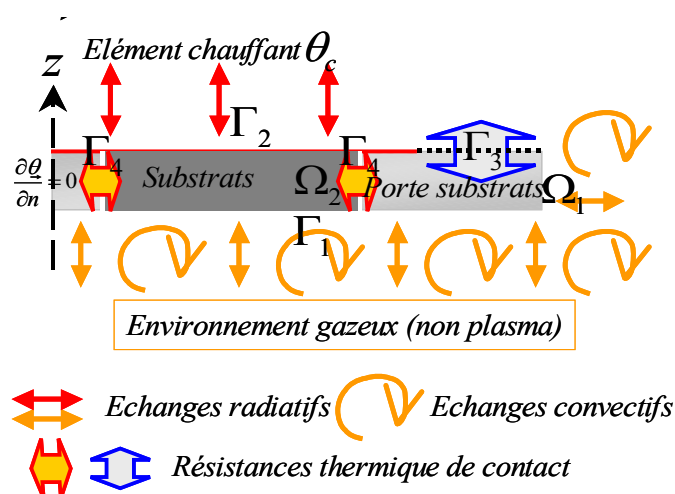 Elément chauffant θc
z
Γ2
Γ4
Γ4
Γ3
∂θ/∂n = 0
Substrats
Ω2
Porte substrats
Ω1
Γ1
Environnement gazeux (non plasma)
Echanges radiatifs
Echanges convectifs
Résistances thermique de contact